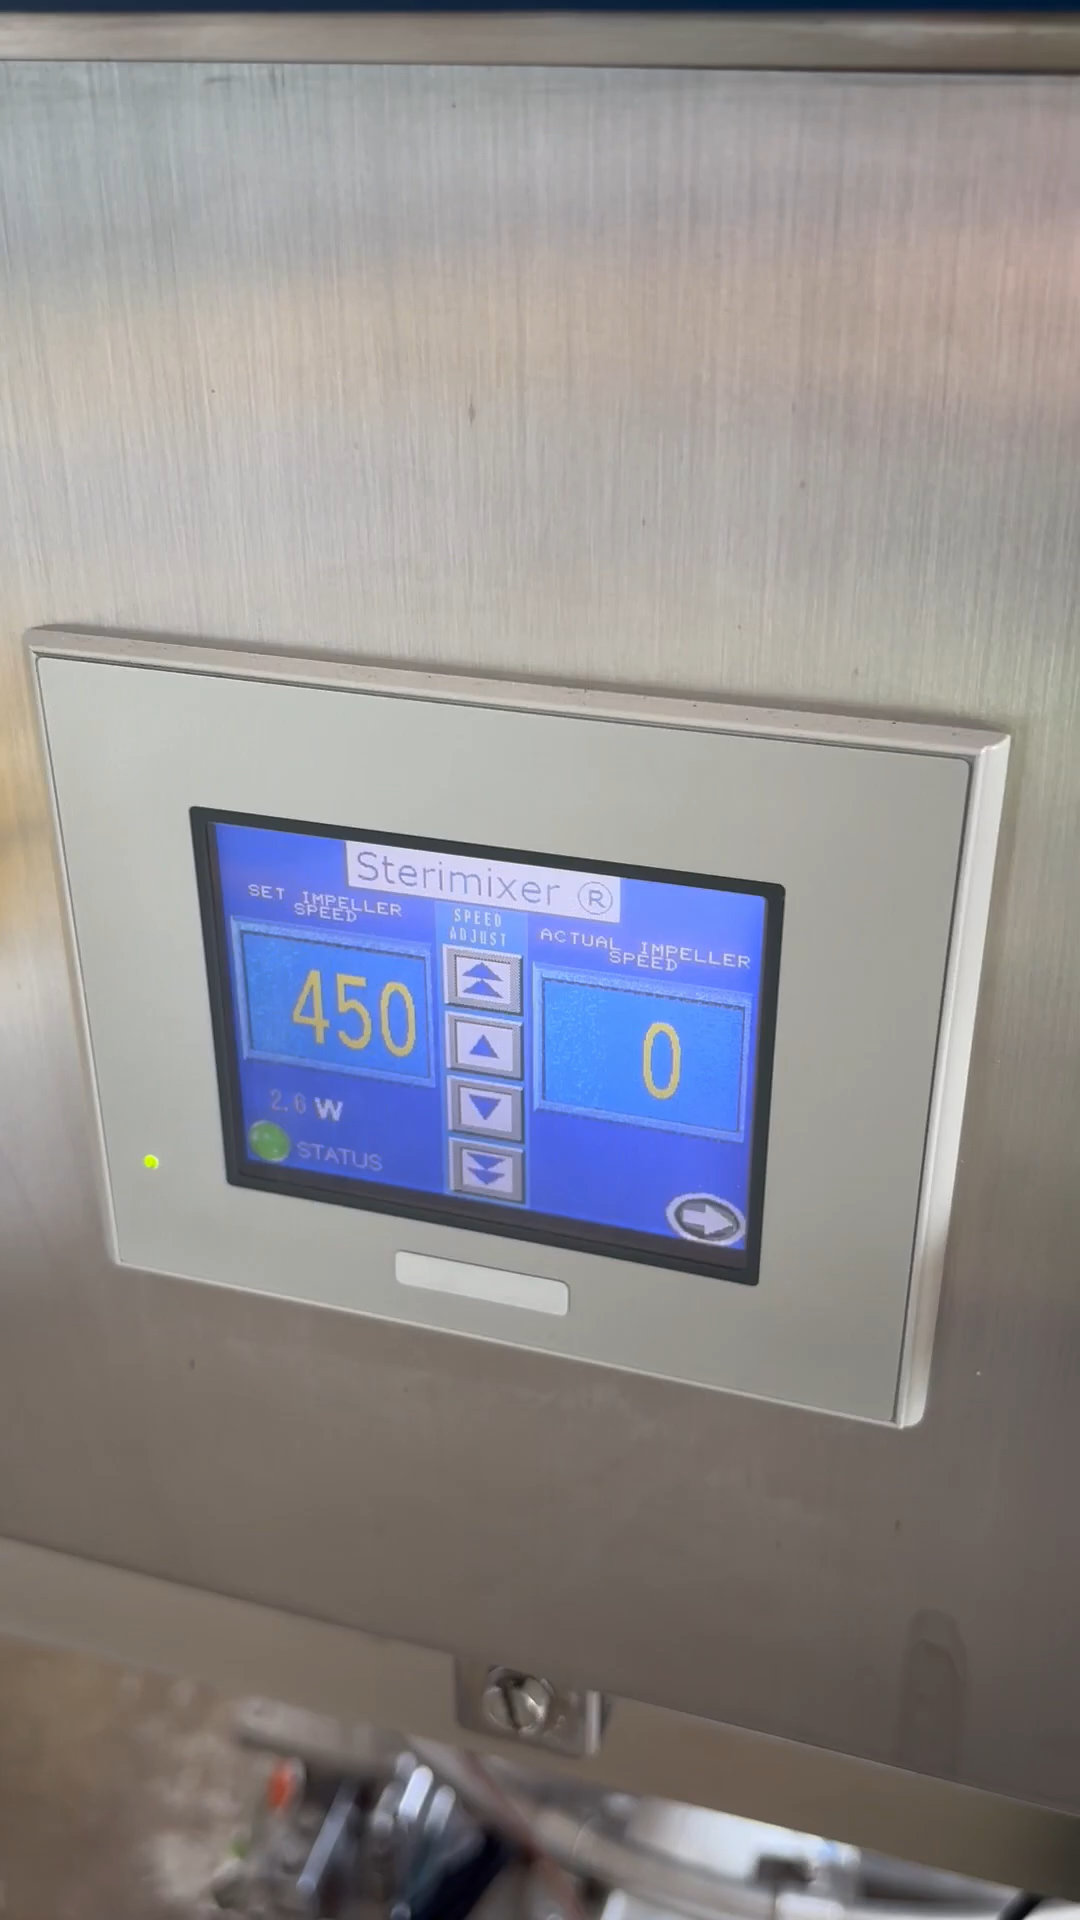 Sterimixer ®
SET IMPELLER
SPEED
450
2.6 W
STATUS
SPEED
ADJUST
ACTUAL IMPELLER
SPEED
0